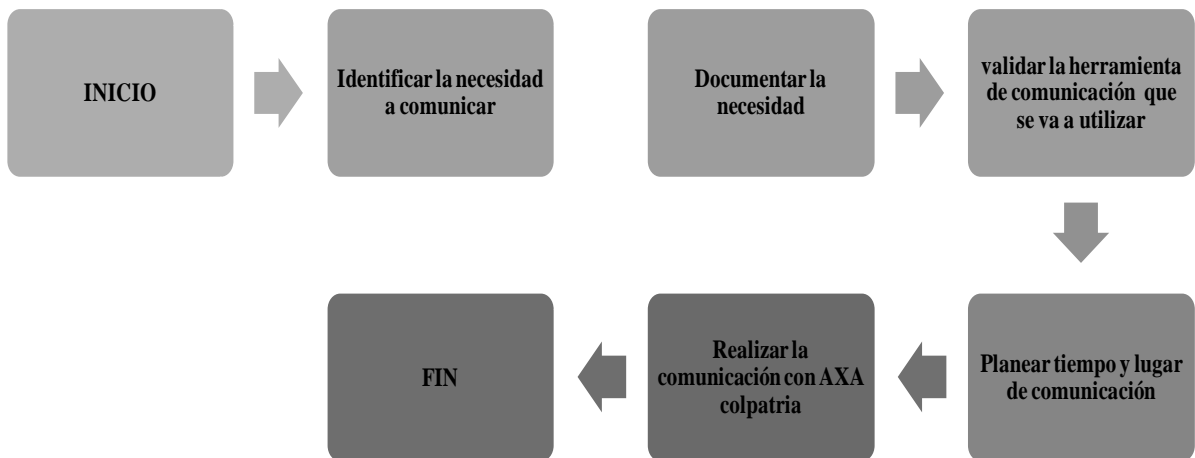 INICIO
Identificar la necesidad
a comunicar
Documentar la
necesidad
validar la herramienta
de comunicación que
se va a utilizar
Planear tiempo y lugar
de comunicación
Realizar la
comunicación con AXA
colpatria
FIN